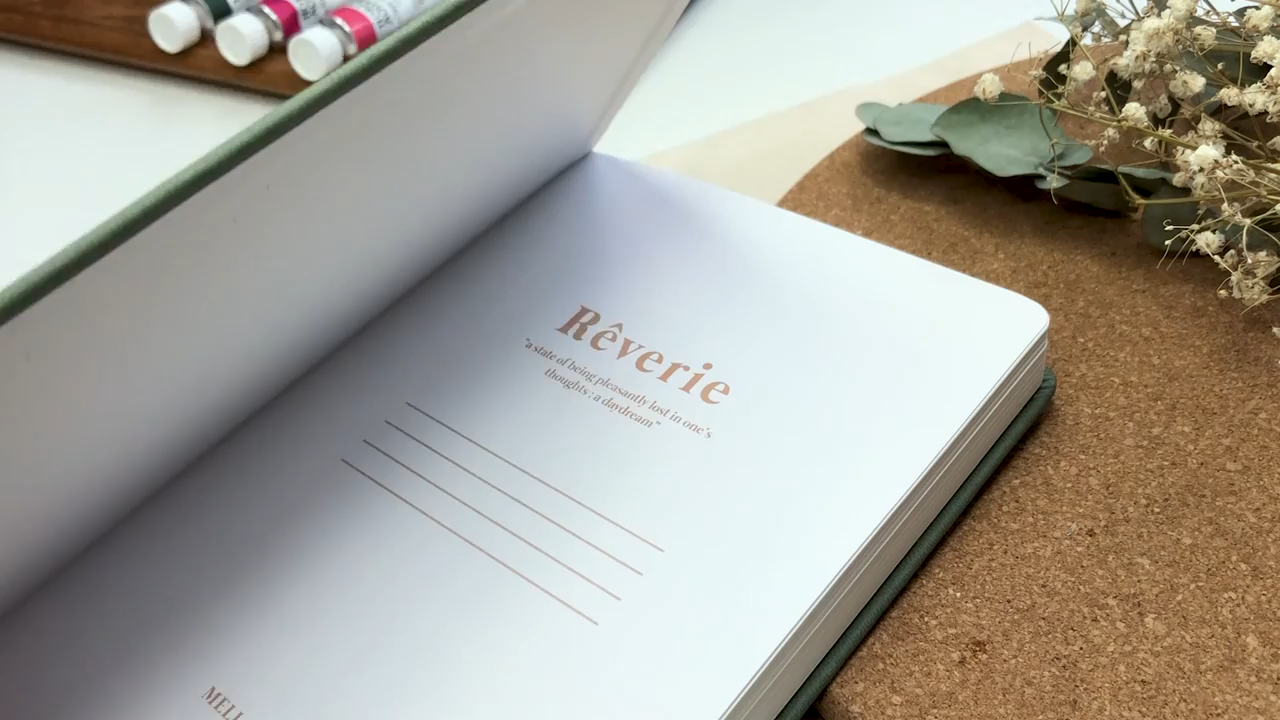 Rêverie
"a state of being pleasantly lost in one's
thoughts ; a daydream"